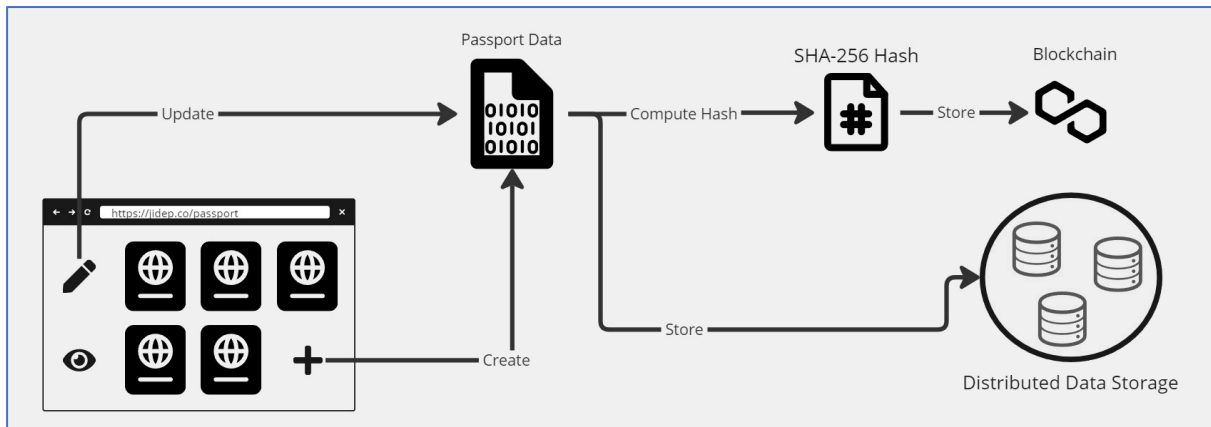 Passport Data
SHA-256 Hash
Blockchain
Update
01010
10101
01010
Compute Hash
#
Store
https://jidep.co/passport
Store
Create
Distributed Data Storage